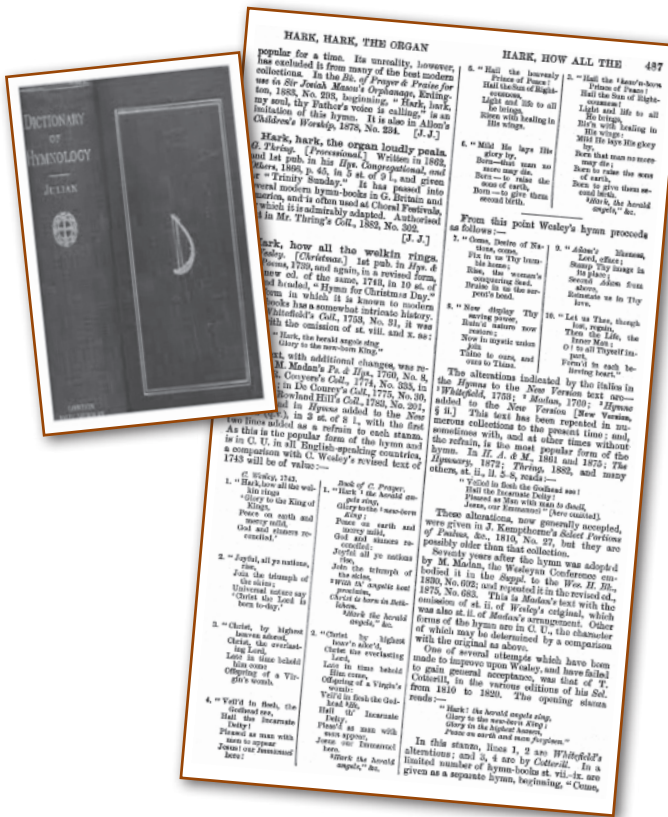 DICTIONARY
OF
HYMNOLOGY
JULIAN
LONDON
HARK, HARK, THE ORGAN
HARK, HOW ALL THE 487
popular for a time. Its unreality, however,
has excluded is from many of the best modern
collections. In the Bk. of Prayer & Praise for
use in Sir Josiah Mason's Orphanage, Erding-
ton, 1883, No. 293, beginning, "Hark, hark,
my soul, thy Father's voice is calling," is an
imitation of this hymn. It is also in Allon's
Children's Worship, 1878, No. 234. [J. J.]
Hark, hark, the organ loudly peals.
G. Thring. [Processional.] Written in 1862,
and 1st pub. in his Hys. Congregational, and
Others, 1866, p. 45, in 5 st. of 9 l., and given
"Trinity Sunday." It has passed into
several modern hymn-books in G. Britain and
America, and is often used at Choral Festivals,
which it is admirably adapted. Authorised
in Mr. Thring's Coll., 1882, No. 302.
[J. J.]
Hark, how all the welkin rings.
Wesley. [Christmas.] 1st pub. in Hys. &
Poems, 1739, and again, in a revised form,
new ed. of the same, 1743, in 10 st. of
and headed, "Hymn for Christmas Day."
in which it is known to modern
books has a somewhat intricate history.
Whitefield's Coll., 1753, No. 31, it was
with the omission of st. viii. and x. as:
"Hark, the herald angels sing
Glory to the new-born King."
text, with additional changes, was re-
M. Madan's Ps. & Hys., 1760, No. 8,
R. Conyers's Coll., 1774, No. 333, in
; in De Courcy's Coll., 1775, No. 30,
Rowland Hill's Coll., 1783, No. 201,
and in Hymns added to the New
in 3 st. of 8 l., with the first
two lines added as a refrain to each stanza.
As this is the popular form of the hymn and
is in C. U. in all English-speaking countries,
a comparison with C. Wesley's revised text of
1743 will be of value:—
C. Wesley, 1743.
1. "Hark, how all the wel-
kin rings
Glory to the King of
Kings,
Peace on earth and
mercy mild,
God and sinners re-
conciled.'
2. "Joyful, all ye nations,
rise,
Join the triumph of
the skies;
Universal nature say
'Christ the Lord is
born to-day.'
3. "Christ, by highest
heaven adored,
Christ, the everlast-
ing Lord,
Late in time behold
him come
Offspring of a Vir-
gin's womb.
4. "Veil'd in flesh, the
Godhead see,
Hail the Incarnate
Deity!
Pleased as man with
men to appear
Jesus! our Immanuel
here!
Book of C. Prayer.
1. "Hark! the herald an-
gels sing,
Glory to the new-born
King;
Peace on earth and
mercy mild,
God and sinners re-
conciled:
Joyful all ye nations
rise,
Join the triumph of
the skies,
With th' angelic host
proclaim,
Christ is born in Beth-
lehem.
Hark the herald
angels," &c.
2. "Christ, by highest
heav'n ador'd,
Christ the everlasting
Lord,
Late in time behold
Him come,
Offspring of a Virgin's
womb:
Veil'd in flesh the God-
head see,
Hail th' Incarnate
Deity.
Pleas'd as man with
man appear,
Jesus our Immanuel
here.
Hark the herald
angels," &c.
5. "Hail the heavenly
Prince of Peace!
Hail the Sun of Right-
eousness,
Light and life to all
he brings,
Risen with healing in
His wings.
6. "Mild He lays His
glory by,
Born—that man no
more may die,
Born—to raise the
sons of earth,
Born—to give them
second birth.
3. "Hail the heav'n-born
Prince of Peace!
Hail the Sun of Right-
eousness!
Light and life to all
He brings,
Ris'n with healing in
His wings:
Mild He lays His glory
by,
Born that man no more
may die:
Born to raise the sons
of earth,
Born to give them se-
cond birth.
Hark, the herald
angels," &c.
From this point Wesley's hymn proceeds
as follows:—
7. "Come, Desire of Na-
tions, come,
Fix in us Thy hum-
ble home;
Rise, the woman's
conquering Seed,
Bruise in us the ser-
pent's head.
8. "Now display Thy
saving power,
Ruin'd nature now
restore;
Now in mystic union
join
Thine to ours, and
ours to Thine.
9. "Adam's likeness,
Lord, efface;
Stamp Thy image in
its place;
Second Adam from
above,
Reinstate us in Thy
love.
10. "Let us Thee, though
lost, regain,
Thee the Life, the
Inner Man:
O! to all Thyself im-
part,
Form'd in each be-
lieving heart."
The alterations indicated by the italics in
the Hymns to the New Version text are—
Whitefield, 1753; Madan, 1760; Hymns
added to the New Version [New Version,
§ ii.] This text has been repeated in nu-
merous collections to the present time; and,
sometimes with, and at other times without
the refrain, is the most popular form of the
hymn. In H. A. & M., 1861 and 1875; The
Hymnary, 1872; Thring, 1882, and many
others, st. ii., ll. 5-8, reads:—
"Veiled in flesh the Godhead see!
Hail the Incarnate Deity!
Pleased as Man with man to dwell,
Jesus, our Emmanuel" [here omitted].
These alterations, now generally accepted,
were given in J. Kempthorne's Select Portions
of Psalms, &c., 1810, No. 27, but they are
possibly older than that collection.
Seventy years after the hymn was adopted
by M. Madan, the Wesleyan Conference em-
bodied it in the Suppl. to the Wes. H. Bk.,
1830, No. 602; and repeated it in the revised ed.,
1875, No. 683. This is Madan's text with the
omission of st. ii. of Wesley's original, which
was also st. ii. of Madan's arrangement. Other
forms of the hymn are in C. U., the character
of which may be determined by a comparison
with the original as above.
One of several attempts which have been
made to improve upon Wesley, and have failed
to gain general acceptance, was that of T.
Cotterill, in the various editions of his Sel.
from 1810 to 1820. The opening stanza
reads:—
"Hark! the herald angels sing,
Glory to the new-born King!
Glory in the highest heaven,
Peace on earth and man forgiven."
In this stanza, lines 1, 2 are Whitefield's
alterations; and 3, 4 are by Cotterill. In a
limited number of hymn-books st. vii.-ix. are
given as a separate hymn, beginning, "Come,